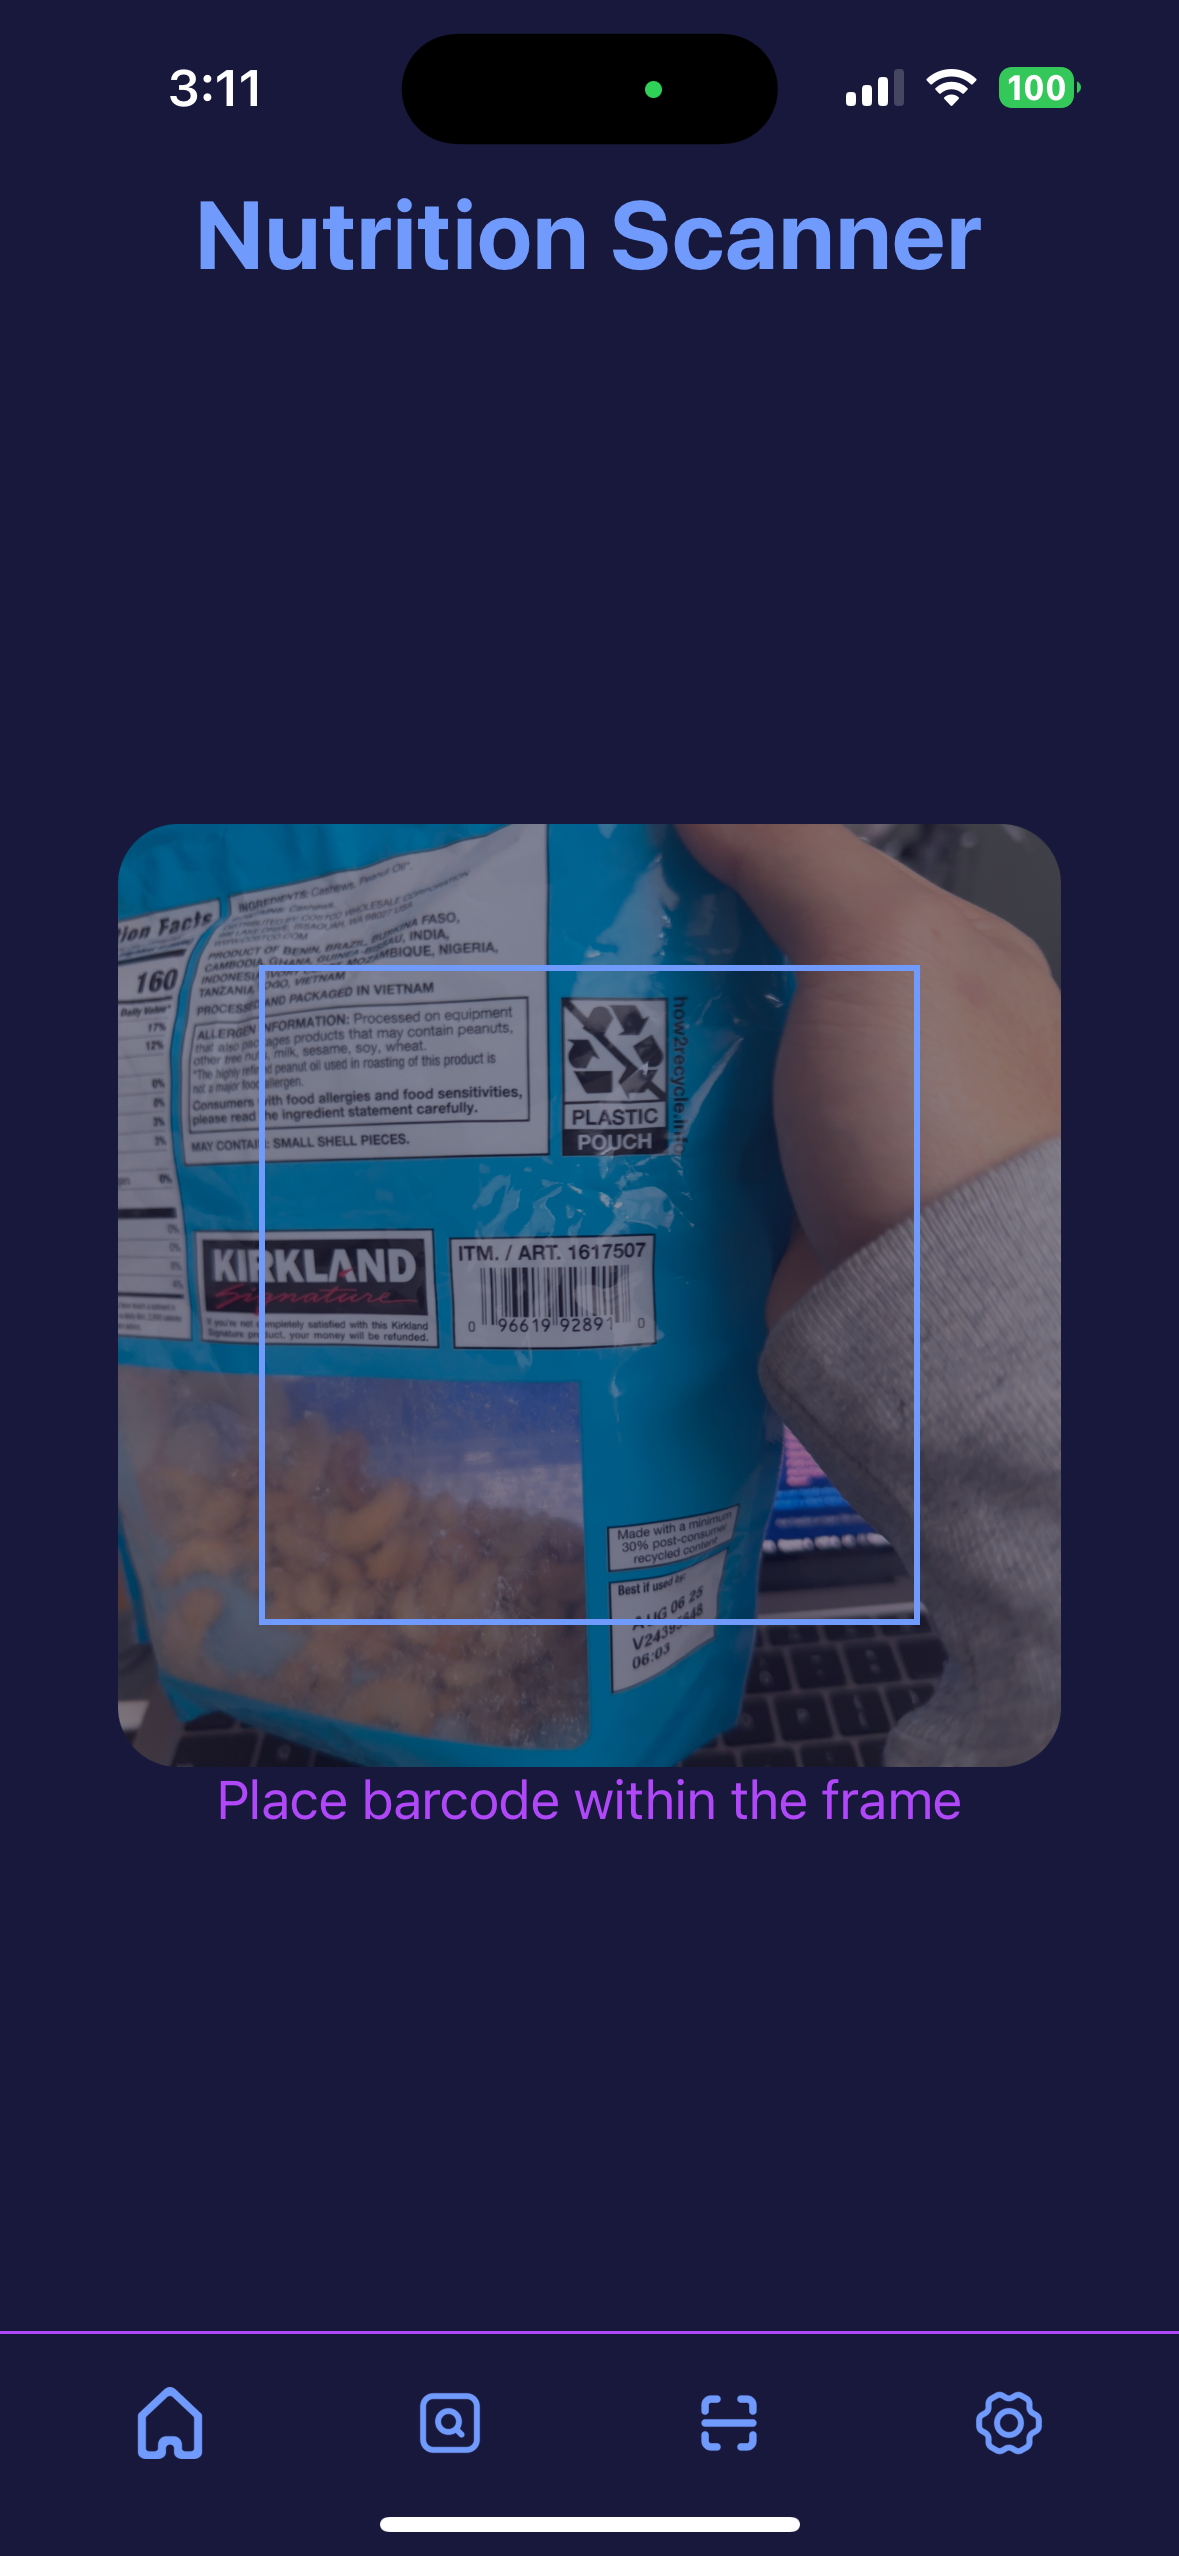 3:11
100
Nutrition Scanner
tion Facts
160
Daily Value*
17%
12%
0%
0%
3%
3%
0%
0%
0%
0%
4%
INGREDIENTS: Cashews, Peanut Oil*.
DISTRIBUTED BY: COSTCO WHOLESALE CORPORATION
ISSAQUAH, WA 98027 USA
WWW.COSTCO.COM
PRODUCT OF BENIN, BRAZIL, BURKINA FASO,
CAMBODIA, GHANA, GUINEA-BISSAU, INDIA,
INDONESIA, IVORY COAST, MOZAMBIQUE, NIGERIA,
TANZANIA, TOGO, VIETNAM
PROCESSED AND PACKAGED IN VIETNAM
ALLERGEN INFORMATION: Processed on equipment
that also packages products that may contain peanuts,
other tree nuts, milk, sesame, soy, wheat.
*The highly refined peanut oil used in roasting of this product is
not a major food allergen.
Consumers with food allergies and food sensitivities,
please read the ingredient statement carefully.
MAY CONTAIN: SMALL SHELL PIECES.
PLASTIC
POUCH
how2recycle.info
KIRKLAND
Signature
If you're not completely satisfied with this Kirkland
Signature product, your money will be refunded.
ITM. / ART. 1617507
0 96619 92891 0
Made with a minimum
30% post-consumer
recycled content
Best if used by:
AUG 06 25
06:03
Place barcode within the frame